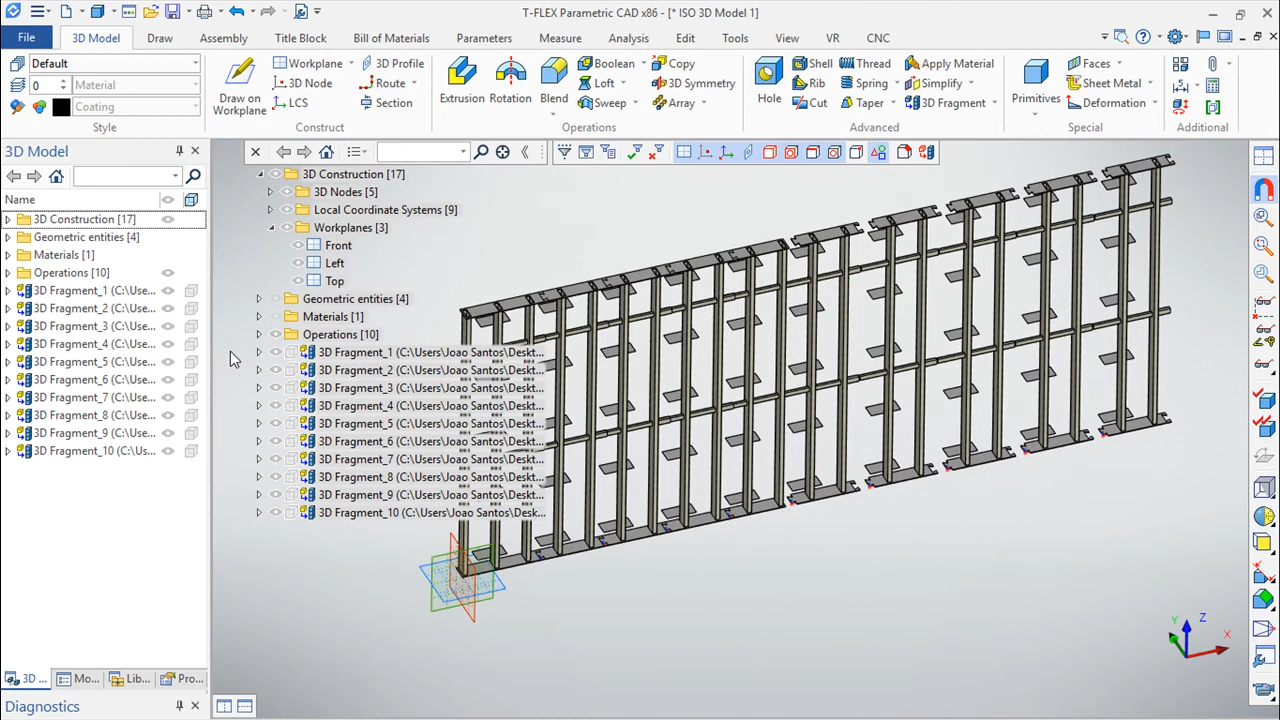 T-FLEX Parametric CAD x86 - [* ISO 3D Model 1]
File
3D Model
Draw
Assembly
Title Block
Bill of Materials
Parameters
Measure
Analysis
Edit
Tools
View
VR
CNC
Default
0
Material
Coating
Style
Draw on
Workplane
Workplane
3D Node
LCS
3D Profile
Route
Section
Construct
Extrusion
Rotation
Blend
Boolean
Loft
Sweep
Copy
3D Symmetry
Array
Operations
Hole
Shell
Rib
Cut
Thread
Spring
Taper
Apply Material
Simplify
3D Fragment
Advanced
Primitives
Faces
Sheet Metal
Deformation
Special
Additional
3D Model
Name
3D Construction [17]
Geometric entities [4]
Materials [1]
Operations [10]
3D Fragment_1 (C:\Use...
3D Fragment_2 (C:\Use...
3D Fragment_3 (C:\Use...
3D Fragment_4 (C:\Use...
3D Fragment_5 (C:\Use...
3D Fragment_6 (C:\Use...
3D Fragment_7 (C:\Use...
3D Fragment_8 (C:\Use...
3D Fragment_9 (C:\Use...
3D Fragment_10 (C:\Us...
3D ...
Mo...
Lib...
Pro...
Diagnostics
3D Construction [17]
3D Nodes [5]
Local Coordinate Systems [9]
Workplanes [3]
Front
Left
Top
Geometric entities [4]
Materials [1]
Operations [10]
3D Fragment_1 (C:\Users\Joao Santos\Deskt...
3D Fragment_2 (C:\Users\Joao Santos\Deskt...
3D Fragment_3 (C:\Users\Joao Santos\Deskt...
3D Fragment_4 (C:\Users\Joao Santos\Deskt...
3D Fragment_5 (C:\Users\Joao Santos\Deskt...
3D Fragment_6 (C:\Users\Joao Santos\Deskt...
3D Fragment_7 (C:\Users\Joao Santos\Deskt...
3D Fragment_8 (C:\Users\Joao Santos\Deskt...
3D Fragment_9 (C:\Users\Joao Santos\Deskt...
3D Fragment_10 (C:\Users\Joao Santos\Desk...
Z
Y
X